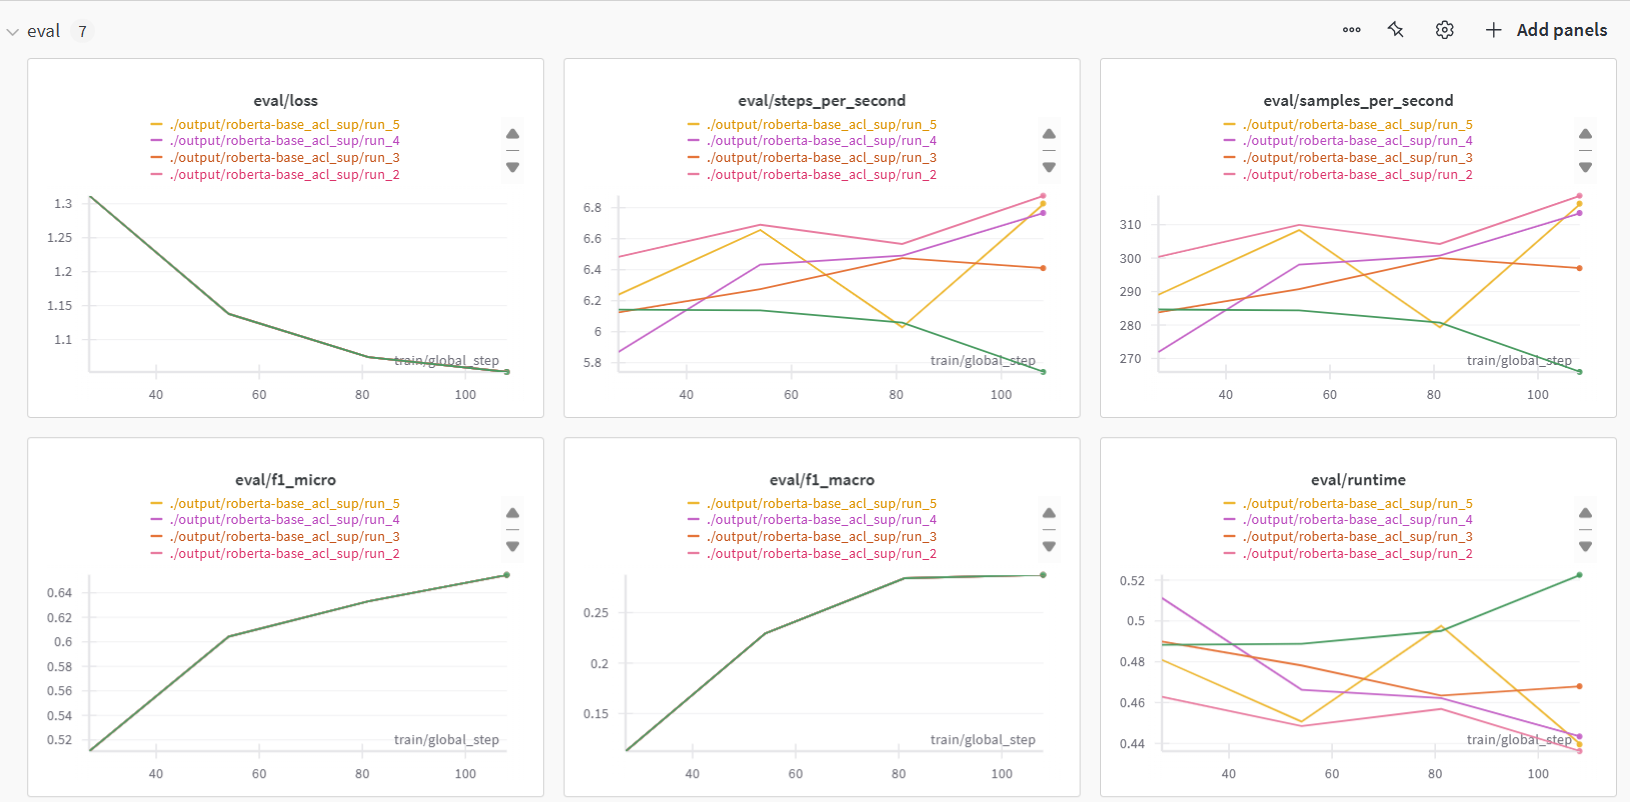 eval 7
Add panels
eval/loss
./output/roberta-base_acl_sup/run_5
./output/roberta-base_acl_sup/run_4
./output/roberta-base_acl_sup/run_3
./output/roberta-base_acl_sup/run_2
1.3
1.25
1.2
1.15
1.1
train/global_step
40 60 80 100
eval/steps_per_second
./output/roberta-base_acl_sup/run_5
./output/roberta-base_acl_sup/run_4
./output/roberta-base_acl_sup/run_3
./output/roberta-base_acl_sup/run_2
6.8
6.6
6.4
6.2
6
5.8
train/global_step
40 60 80 100
eval/samples_per_second
./output/roberta-base_acl_sup/run_5
./output/roberta-base_acl_sup/run_4
./output/roberta-base_acl_sup/run_3
./output/roberta-base_acl_sup/run_2
310
300
290
280
270
train/global_step
40 60 80 100
eval/f1_micro
./output/roberta-base_acl_sup/run_5
./output/roberta-base_acl_sup/run_4
./output/roberta-base_acl_sup/run_3
./output/roberta-base_acl_sup/run_2
0.64
0.62
0.6
0.58
0.56
0.54
0.52
train/global_step
40 60 80 100
eval/f1_macro
./output/roberta-base_acl_sup/run_5
./output/roberta-base_acl_sup/run_4
./output/roberta-base_acl_sup/run_3
./output/roberta-base_acl_sup/run_2
0.25
0.2
0.15
train/global_step
40 60 80 100
eval/runtime
./output/roberta-base_acl_sup/run_5
./output/roberta-base_acl_sup/run_4
./output/roberta-base_acl_sup/run_3
./output/roberta-base_acl_sup/run_2
0.52
0.5
0.48
0.46
0.44
train/global_step
40 60 80 100